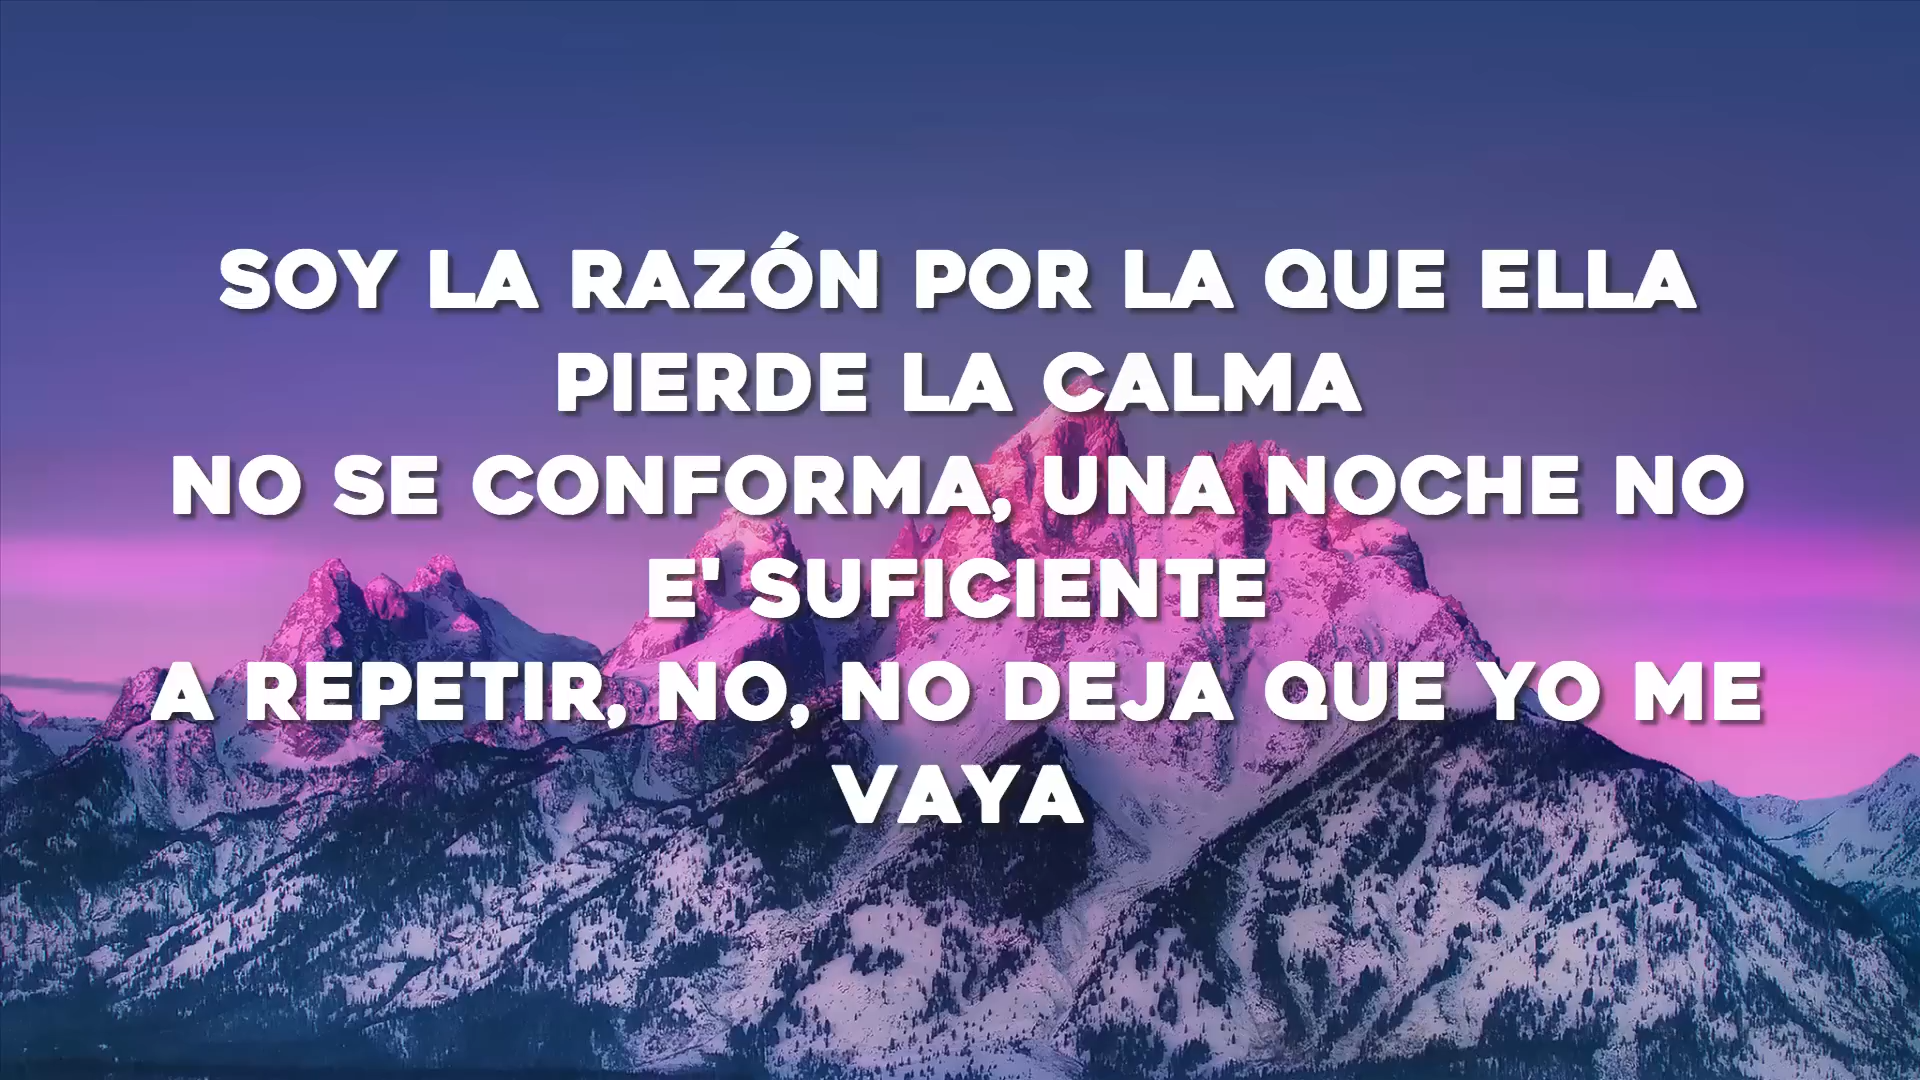 SOY LA RAZÓN POR LA QUE ELLA
PIERDE LA CALMA
NO SE CONFORMA, UNA NOCHE NO
E' SUFICIENTE
A REPETIR, NO, NO DEJA QUE YO ME
VAYA